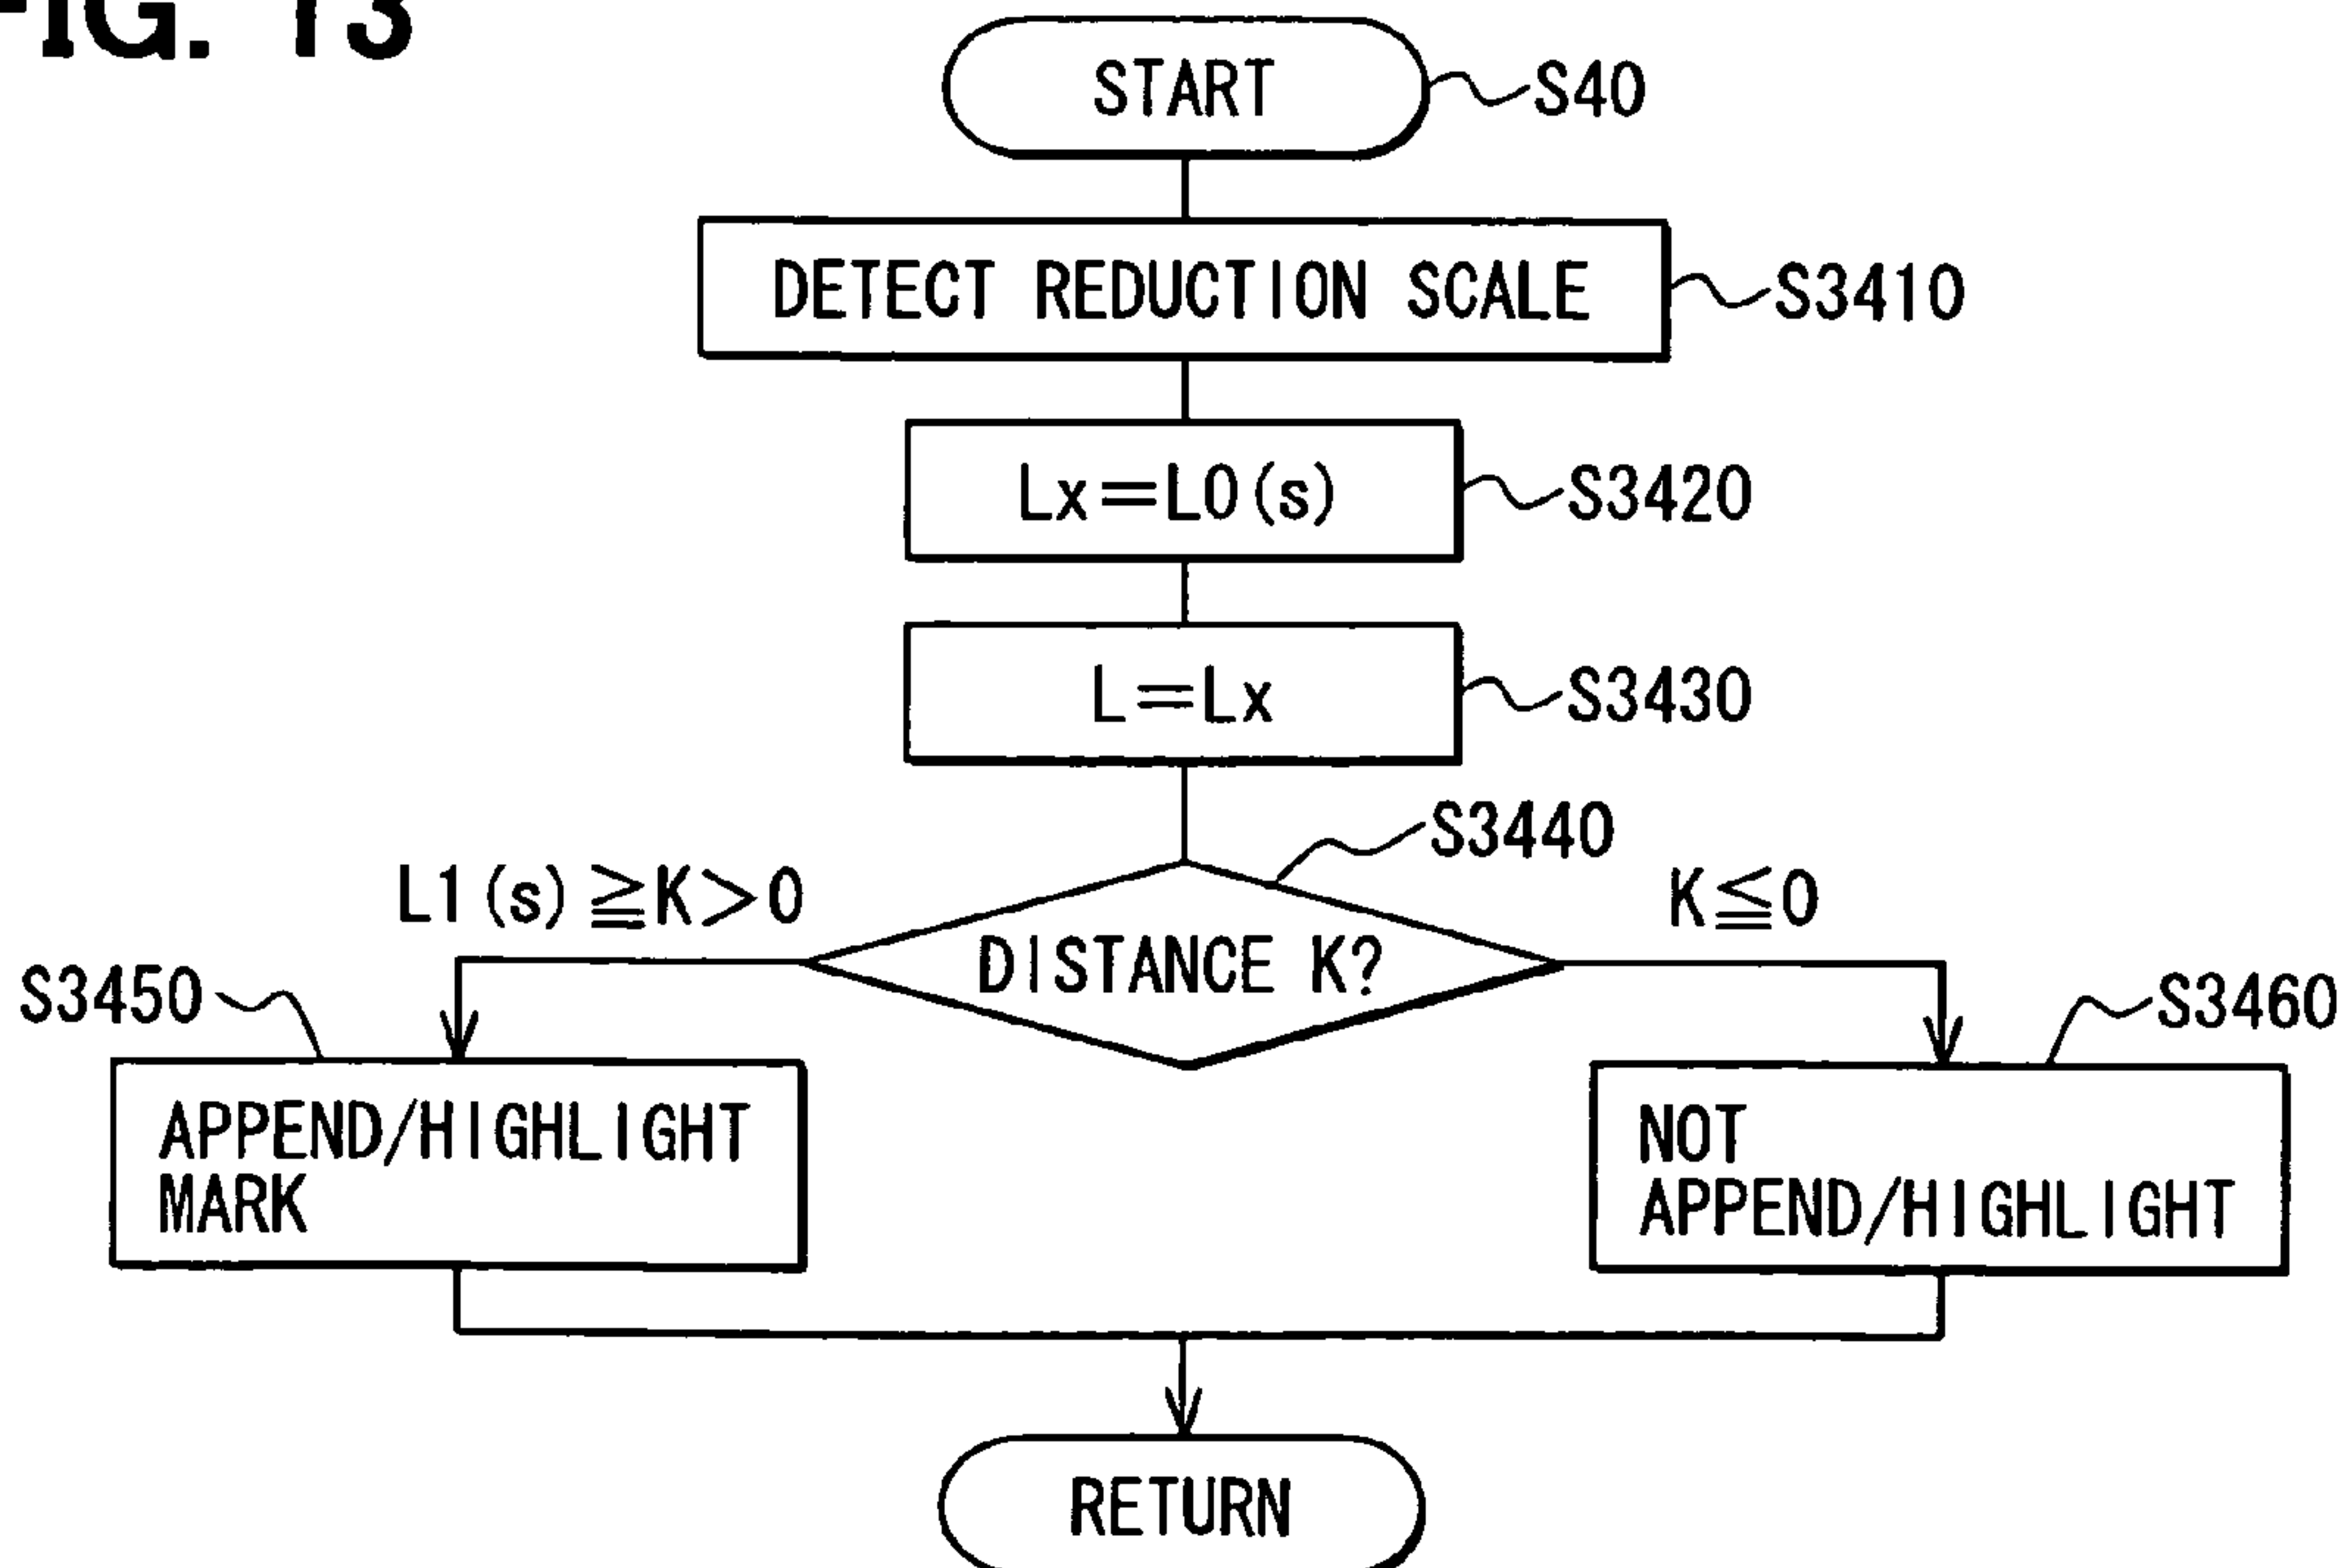 FIG. 13
START
S40
DETECT REDUCTION SCALE
S3410
Lx=L0(s)
S3420
L=Lx
S3430
S3440
L1(s)≧K>0
K≦0
DISTANCE K?
S3450
S3460
APPEND/HIGHLIGHT
MARK
NOT
APPEND/HIGHLIGHT
RETURN